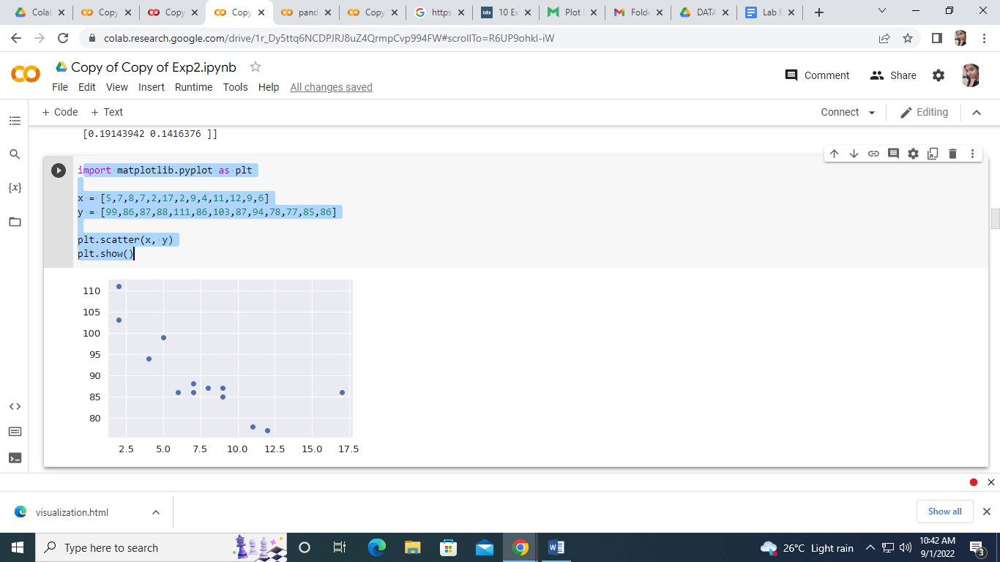 Colal Copy Copy Copy pand Copy https 10 Ex Plot Folde DATA Lab E
colab.research.google.com/drive/1r_Dy5ttq6NCDPJRJ8uZ4QrmpCvp994FW#scrollTo=R6UP9ohkI-iW
Copy of Copy of Exp2.ipynb
Comment Share
File Edit View Insert Runtime Tools Help All changes saved
+ Code + Text Connect Editing
[0.19143942 0.1416376 ]]
import matplotlib.pyplot as plt
x = [5,7,8,7,2,17,2,9,4,11,12,9,6]
y = [99,86,87,88,111,86,103,87,94,78,77,85,86]
plt.scatter(x, y)
plt.show()
{x}
110
105
100
95
90
85
80
2.5 5.0 7.5 10.0 12.5 15.0 17.5
visualization.html Show all
Type here to search 26°C Light rain 10:42 AM
9/1/2022 3